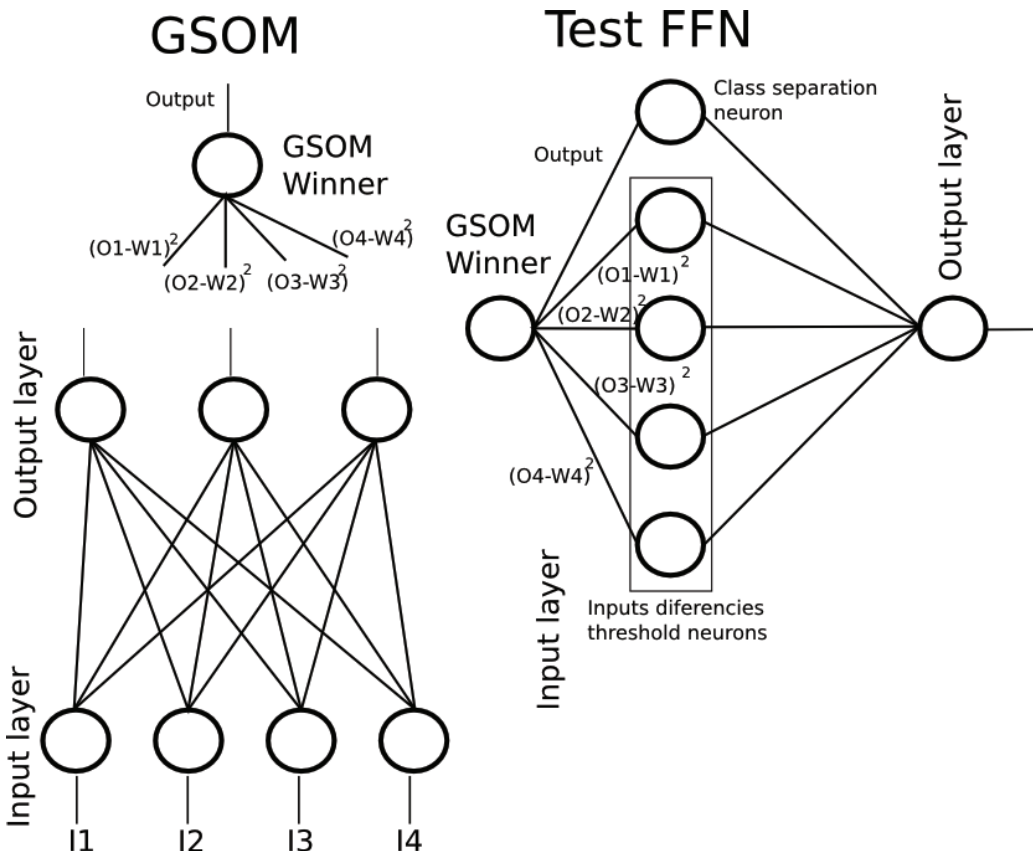 GSOM
Output
GSOM
Winner
(O1-W1)²
(O2-W2)²
(O3-W3)²
(O4-W4)²
Output layer
Input layer
I1
I2
I3
I4
Test FFN
Class separation
neuron
Output
GSOM
Winner
(O1-W1)²
(O2-W2)²
(O3-W3)²
(O4-W4)²
Output layer
Input layer
Inputs diferencies
threshold neurons